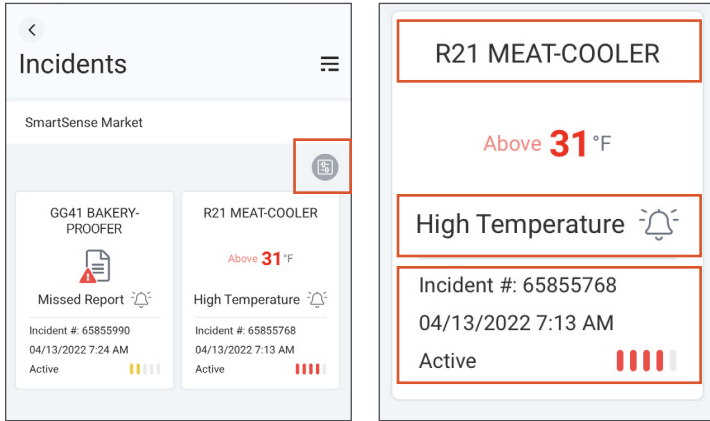 Incidents
SmartSense Market
GG41 BAKERY-
PROOFER
Missed Report
Incident #: 65855990
04/13/2022 7:24 AM
Active
R21 MEAT-COOLER
Above 31 °F
High Temperature
Incident #: 65855768
04/13/2022 7:13 AM
Active
R21 MEAT-COOLER
Above 31 °F
High Temperature
Incident #: 65855768
04/13/2022 7:13 AM
Active